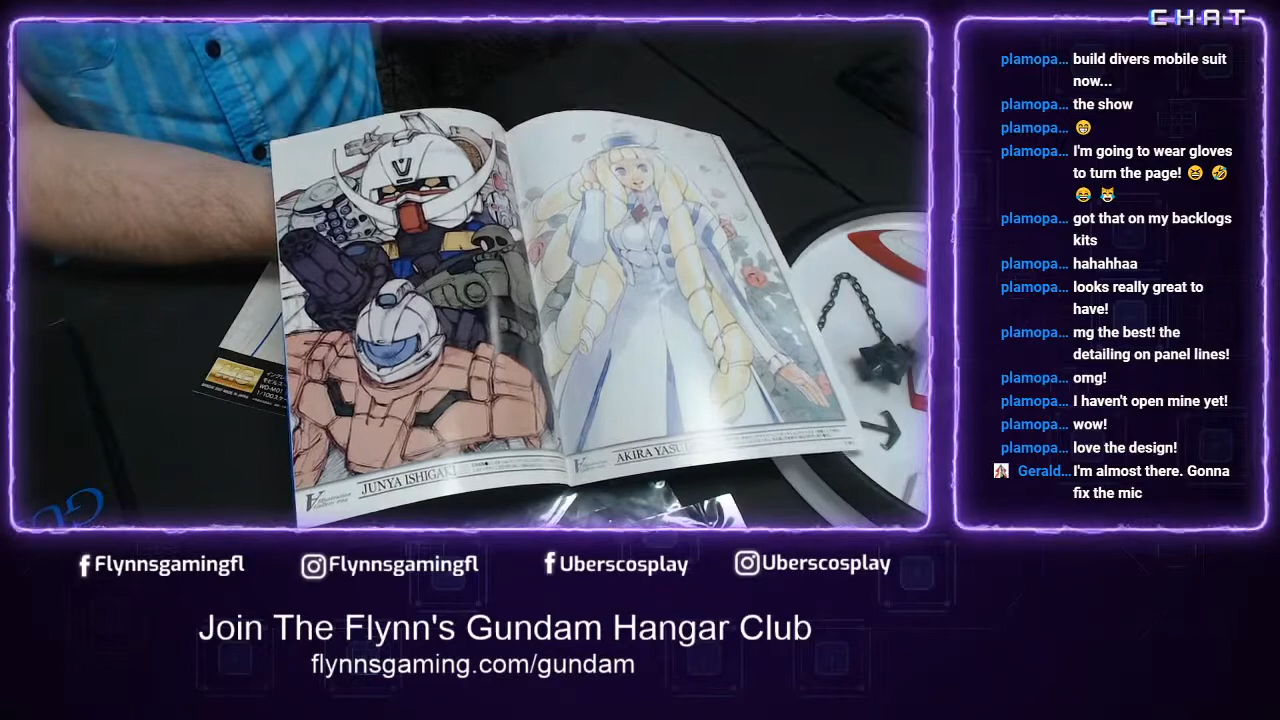 CHAT
plamopa… build divers mobile suit
now...
plamopa… the show
plamopa… 😁
plamopa… I'm going to wear gloves
to turn the page! 😆 🤣
😄 😹
plamopa… got that on my backlogs
kits
plamopa… hahahhaa
plamopa… looks really great to
have!
plamopa… mg the best! the
detailing on panel lines!
plamopa… omg!
plamopa… I haven't open mine yet!
plamopa… wow!
plamopa… love the design!
Gerald… I'm almost there. Gonna
fix the mic
JUNYA ISHIGAKI
AKIRA YASU
MG
Flynnsgamingfl
Flynnsgamingfl
Uberscosplay
Uberscosplay
Join The Flynn's Gundam Hangar Club
flynnsgaming.com/gundam